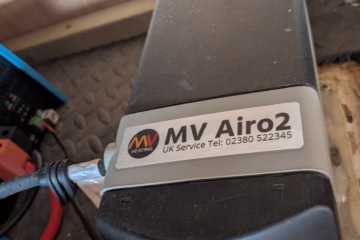 MV
HEATING
MV Airo2
UK Service Tel: 02380 522345